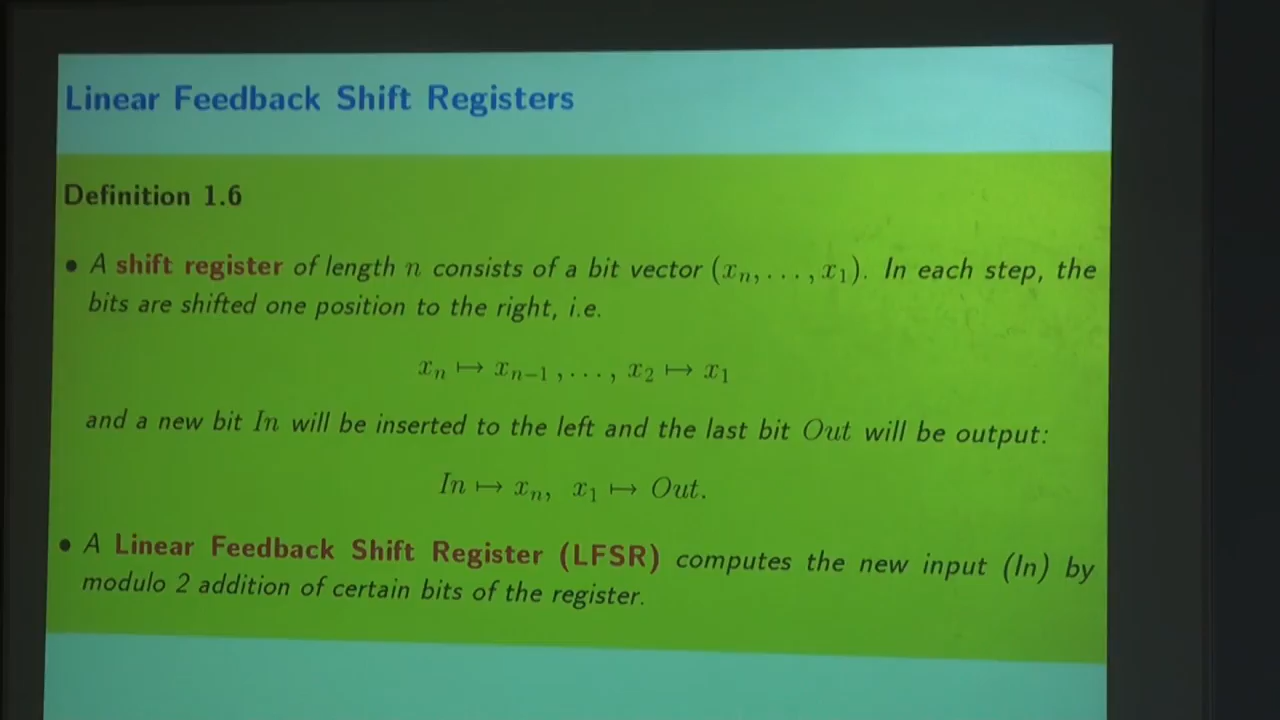 Linear Feedback Shift Registers
Definition 1.6
• A shift register of length n consists of a bit vector (xₙ, . . . , x₁). In each step, the
bits are shifted one position to the right, i.e.
xₙ ↦ xₙ₋₁ , . . . , x₂ ↦ x₁
and a new bit In will be inserted to the left and the last bit Out will be output:
In ↦ xₙ, x₁ ↦ Out.
• A Linear Feedback Shift Register (LFSR) computes the new input (In) by
modulo 2 addition of certain bits of the register.